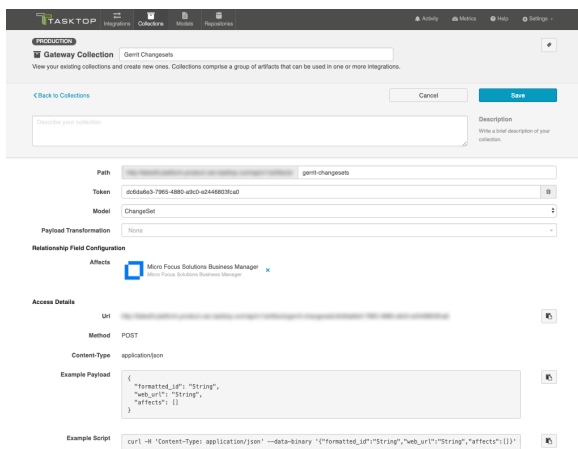 TASKTOP
Integrations
Collections
Models
Repositories
Activity
Metrics
Help
Settings
PRODUCTION
Gateway Collection
Gerrit Changesets
View your existing collections and create new ones. Collections comprise a group of artifacts that can be used in one or more integrations.
Back to Collections
Cancel
Save
Describe your collection
Description
Write a brief description of your
collection.
Path
gerrit-changesets
Token
dc6da6e3-7965-4880-a9c0-e2446803fca0
Model
ChangeSet
Payload Transformation
None
Relationship Field Configuration
Affects
Micro Focus Solutions Business Manager
Micro Focus Solutions Business Manager
Access Details
Url
Method
POST
Content-Type
application/json
Example Payload
{
"formatted_id": "String",
"web_url": "String",
"affects": []
}
Example Script
curl -H 'Content-Type: application/json' --data-binary '{"formatted_id":"String","web_url":"String","affects":[]}'